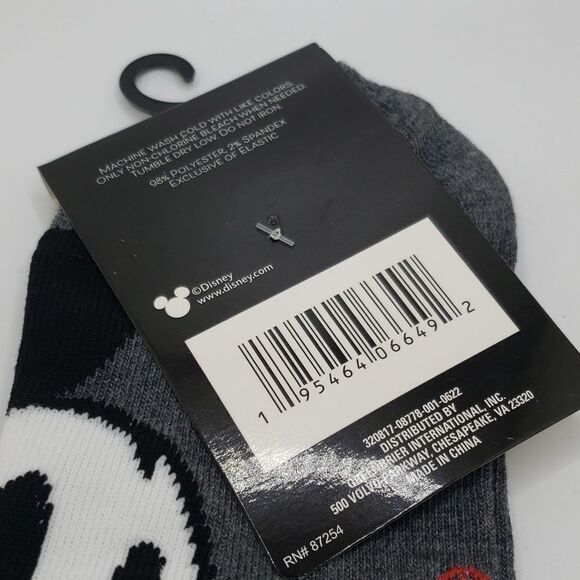 MACHINE WASH COLD WITH LIKE COLORS.
ONLY NON-CHLORINE BLEACH WHEN NEEDED.
TUMBLE DRY LOW. DO NOT IRON.
98% POLYESTER, 2% SPANDEX
EXCLUSIVE OF ELASTIC
©Disney
www.disney.com
1 95464 06649 2
320817-08778-001-0622
DISTRIBUTED BY
GREENBRIER INTERNATIONAL, INC.
500 VOLVO PARKWAY, CHESAPEAKE, VA 23320
MADE IN CHINA
RN# 87254